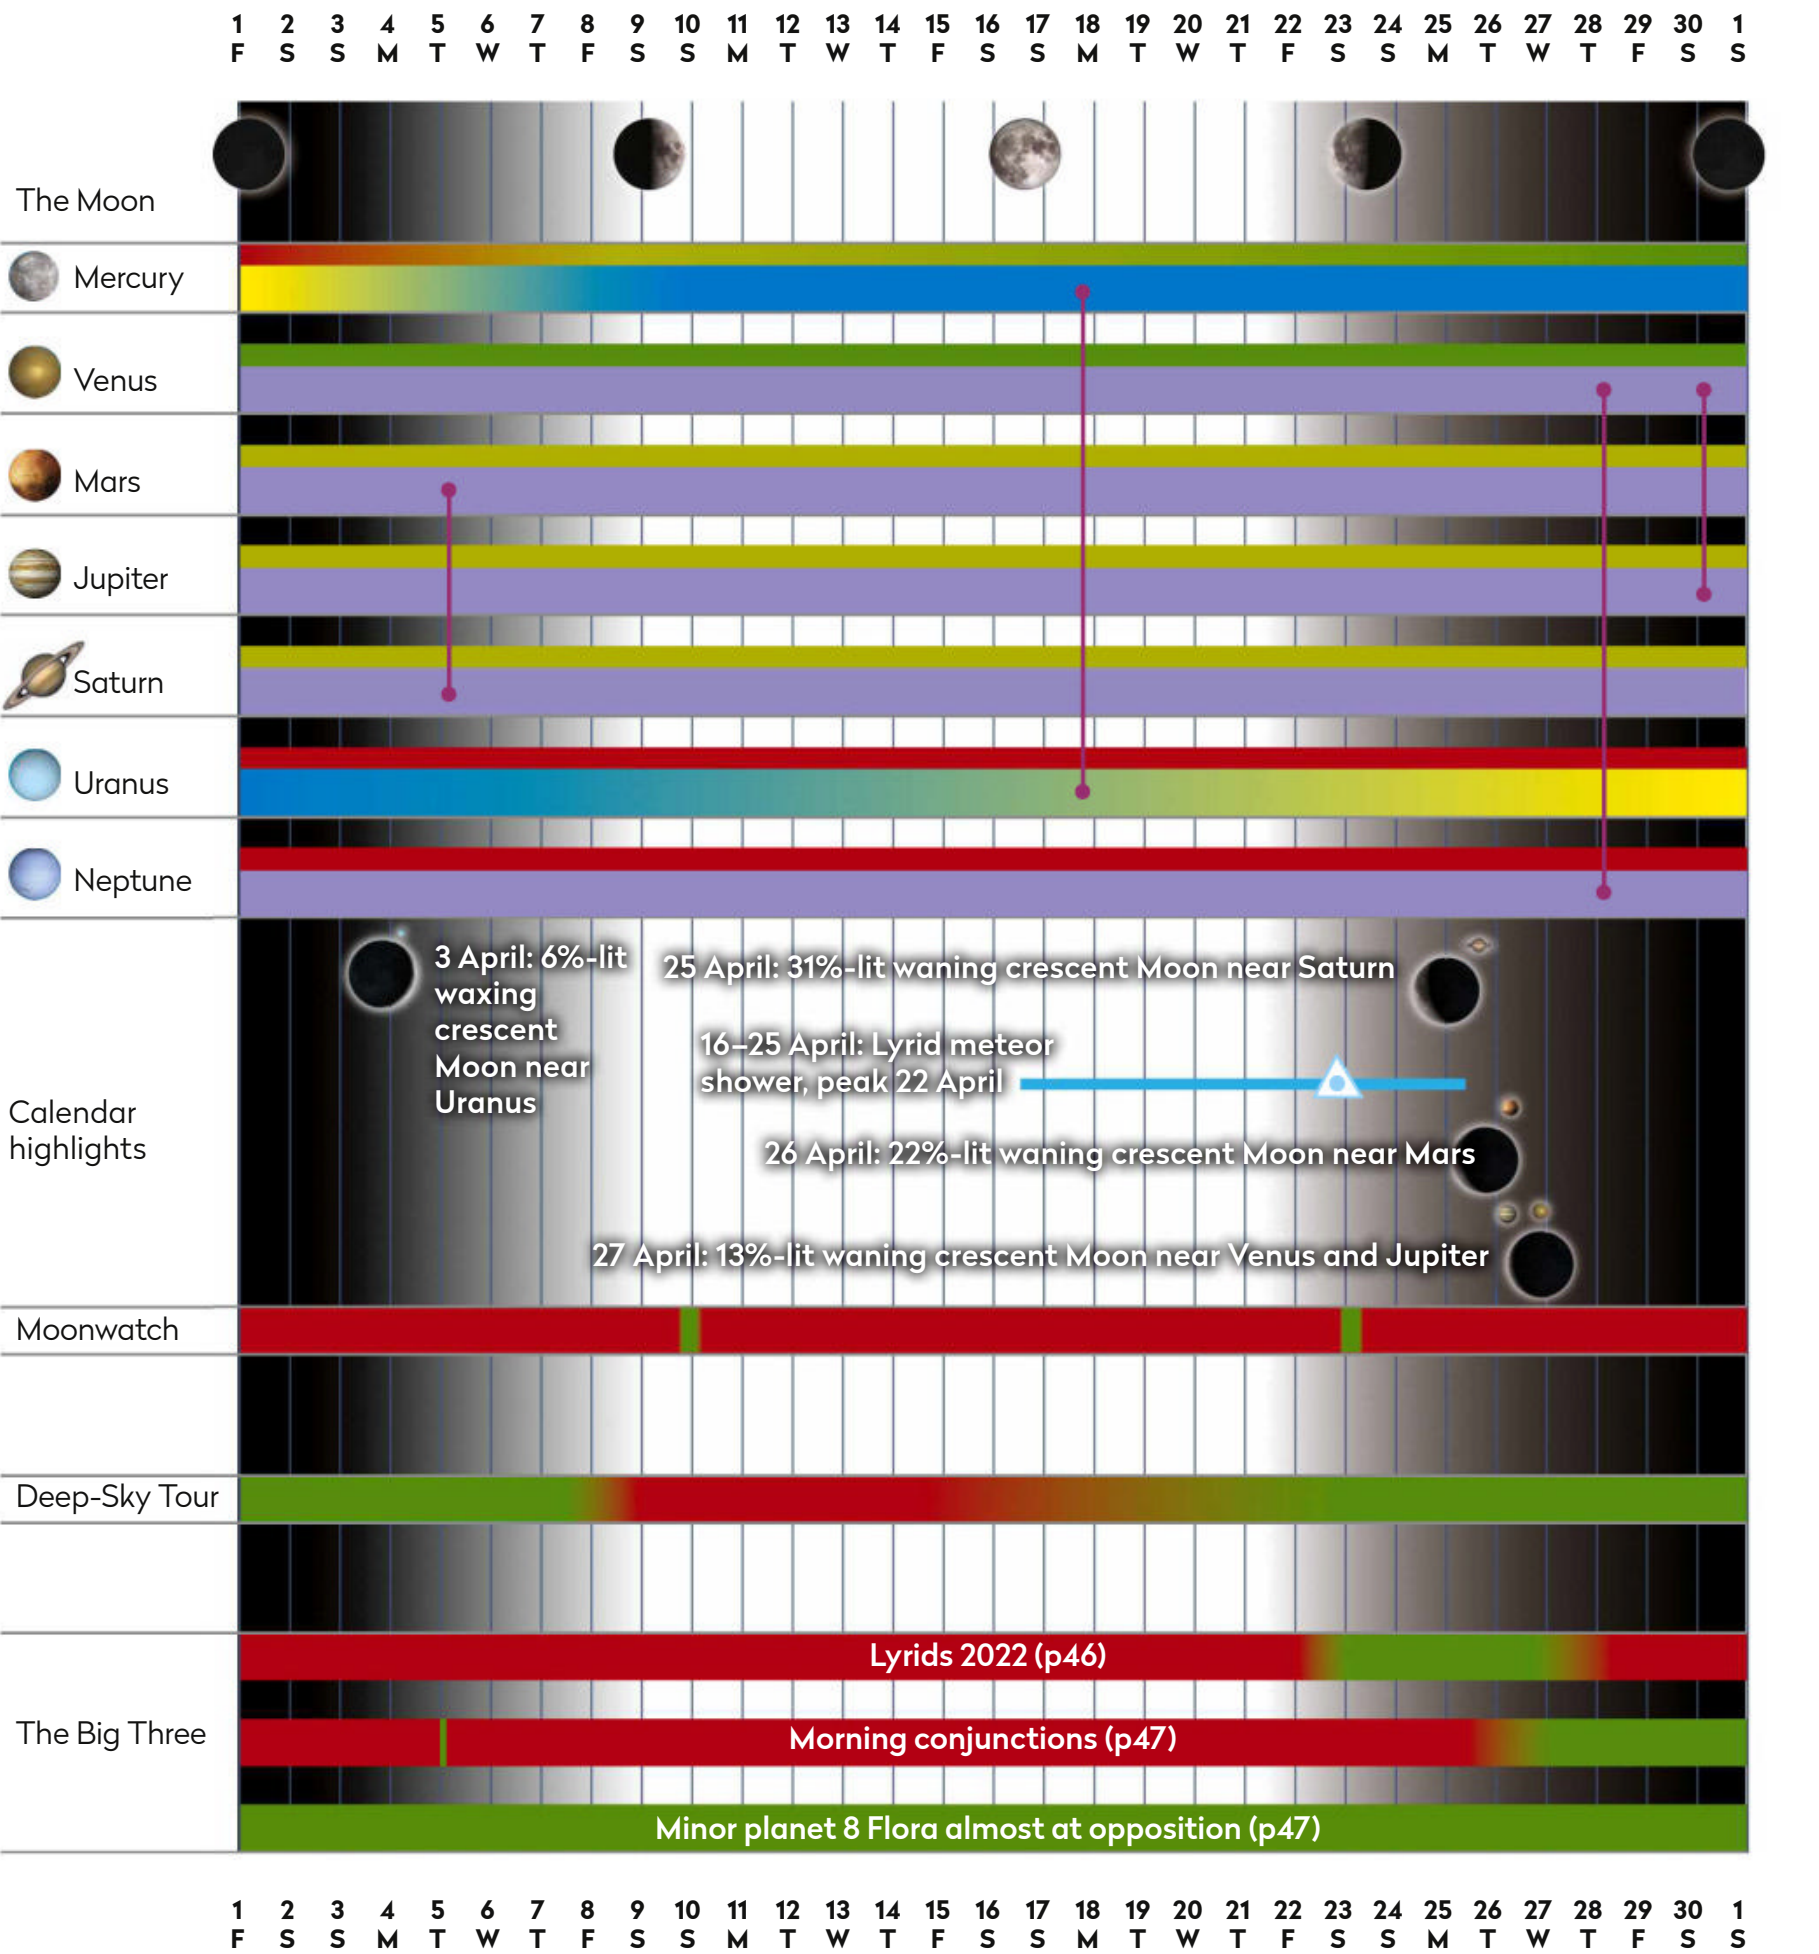 1 2 3 4 5 6 7 8 9 10 11 12 13 14 15 16 17 18 19 20 21 22 23 24 25 26 27 28 29 30 1
F S S M T W T F S S M T W T F S S M T W T F S S M T W T F S S
The Moon
Mercury
Venus
Mars
Jupiter
Saturn
Uranus
Neptune
Calendar
highlights
3 April: 6%-lit
waxing
crescent
Moon near
Uranus
25 April: 31%-lit waning crescent Moon near Saturn
16–25 April: Lyrid meteor
shower, peak 22 April
26 April: 22%-lit waning crescent Moon near Mars
27 April: 13%-lit waning crescent Moon near Venus and Jupiter
Moonwatch
Deep-Sky Tour
The Big Three
Lyrids 2022 (p46)
Morning conjunctions (p47)
Minor planet 8 Flora almost at opposition (p47)
1 2 3 4 5 6 7 8 9 10 11 12 13 14 15 16 17 18 19 20 21 22 23 24 25 26 27 28 29 30 1
F S S M T W T F S S M T W T F S S M T W T F S S M T W T F S S